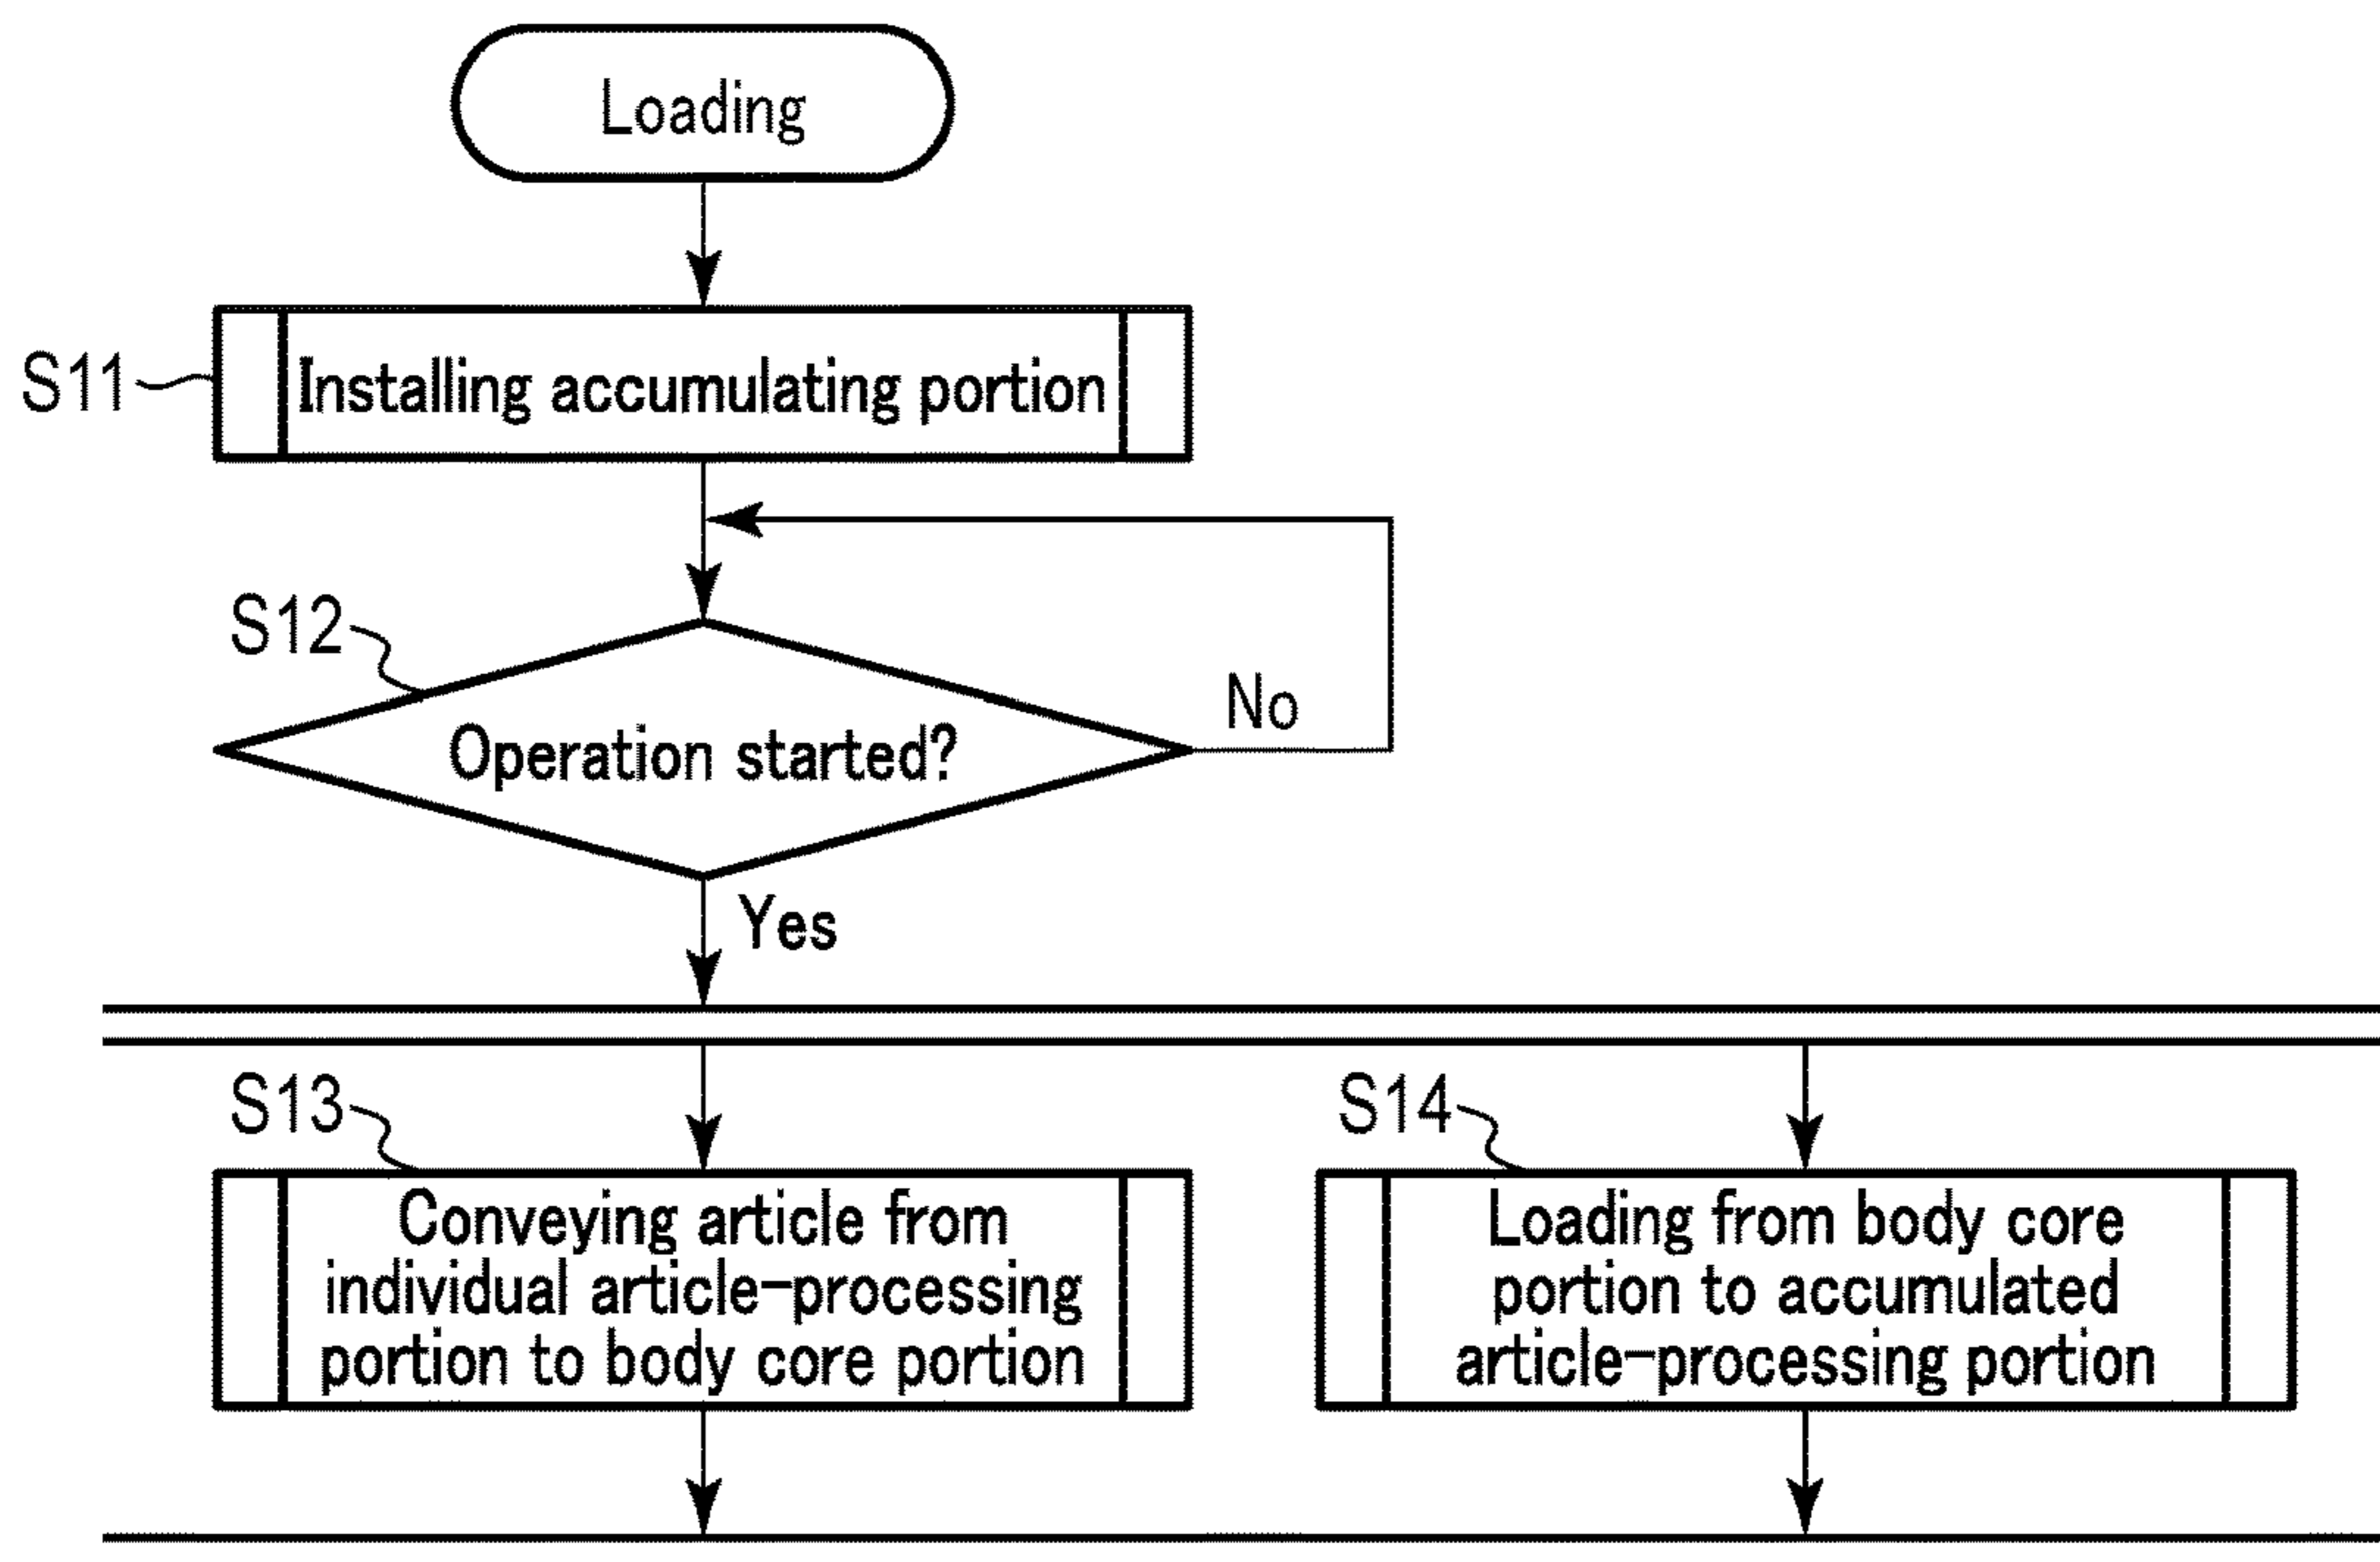 Loading
S11
Installing accumulating portion
S12
No
Operation started?
Yes
S13
Conveying article from
individual article-processing
portion to body core portion
S14
Loading from body core
portion to accumulated
article-processing portion